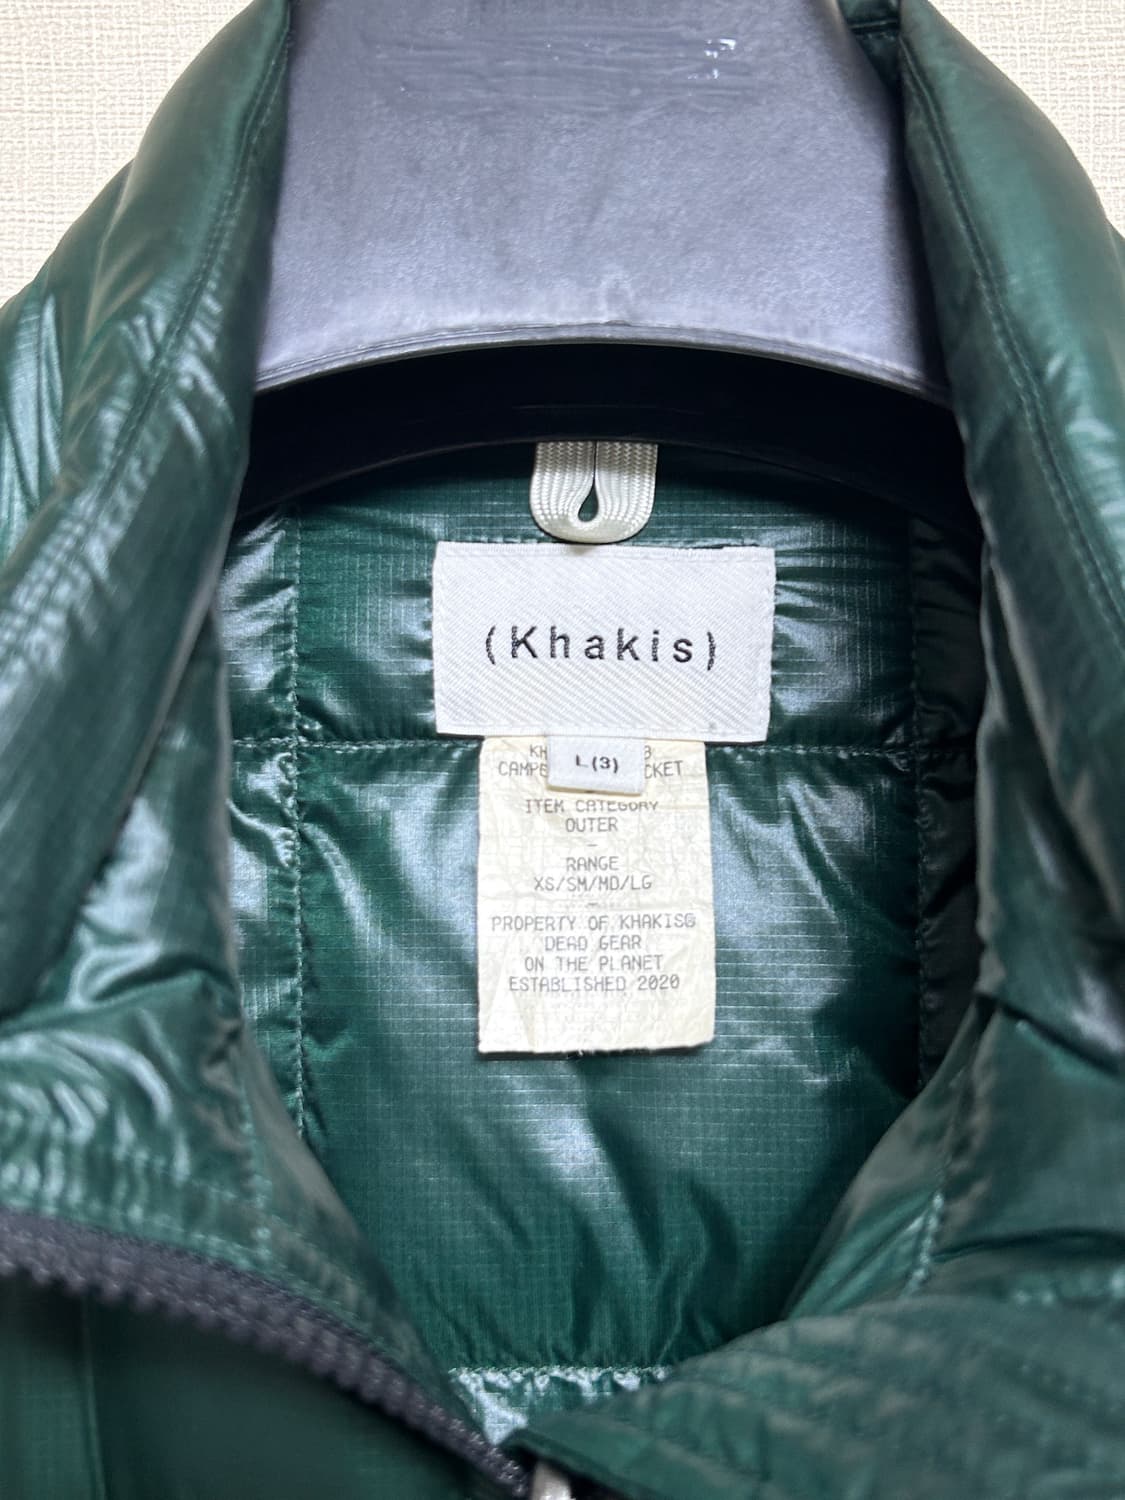 (Khakis)
L(3)
ITEM CATEGORY
OUTER
-
RANGE
XS/SM/MD/LG
-
PROPERTY OF KHAKIS®
DEAD GEAR
ON THE PLANET
ESTABLISHED 2020